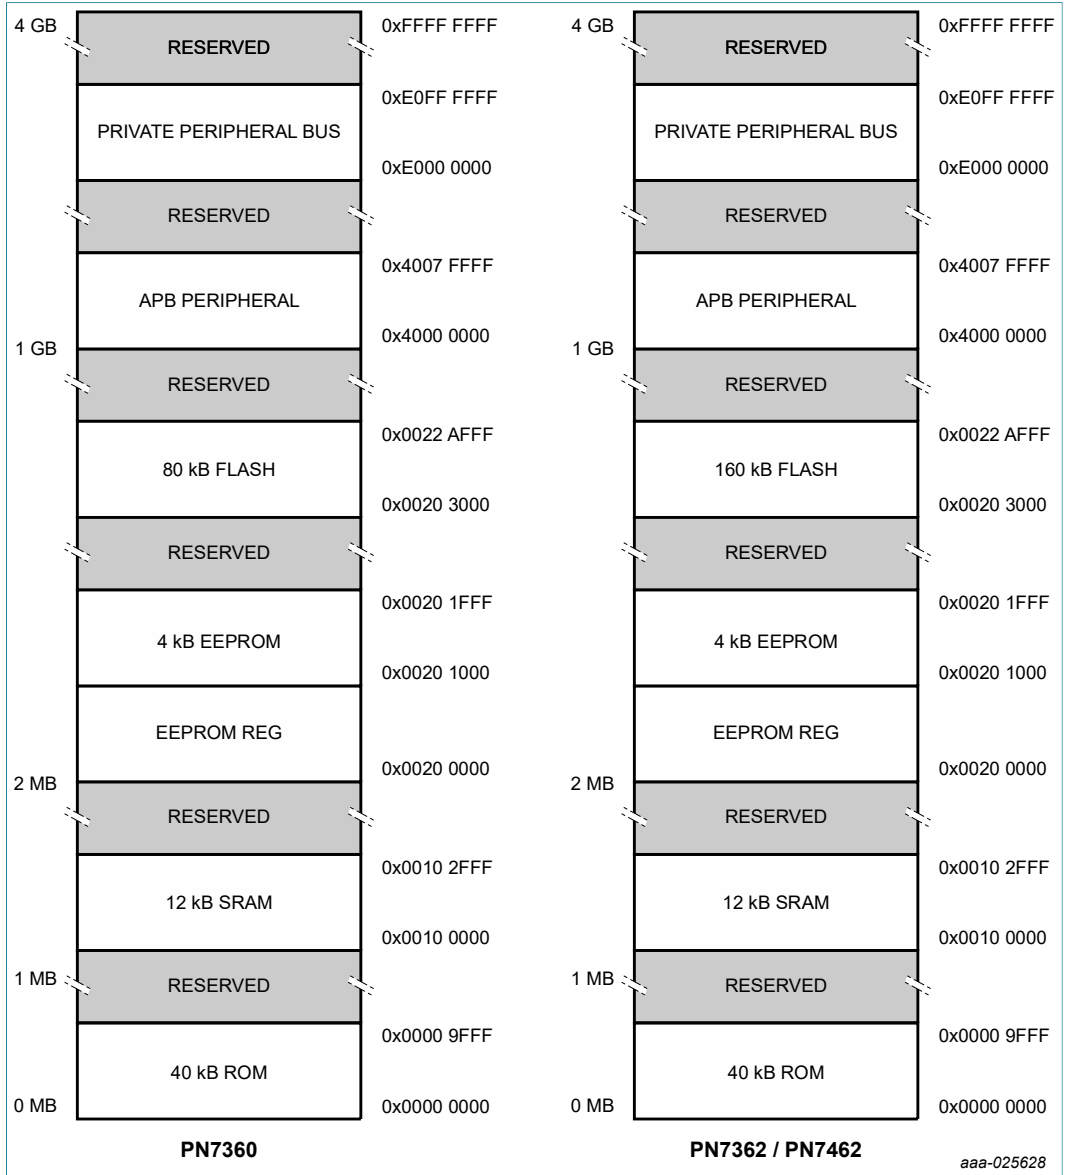 4 GB RESERVED 0xFFFF FFFF
0xE0FF FFFF
PRIVATE PERIPHERAL BUS
0xE000 0000
RESERVED
0x4007 FFFF
APB PERIPHERAL
0x4000 0000
1 GB
RESERVED
0x0022 AFFF
80 kB FLASH
0x0020 3000
RESERVED
0x0020 1FFF
4 kB EEPROM
0x0020 1000
EEPROM REG
0x0020 0000
2 MB
RESERVED
0x0010 2FFF
12 kB SRAM
0x0010 0000
1 MB
RESERVED
0x0000 9FFF
40 kB ROM
0 MB
0x0000 0000
PN7360
4 GB RESERVED 0xFFFF FFFF
0xE0FF FFFF
PRIVATE PERIPHERAL BUS
0xE000 0000
RESERVED
0x4007 FFFF
APB PERIPHERAL
0x4000 0000
1 GB
RESERVED
0x0022 AFFF
160 kB FLASH
0x0020 3000
RESERVED
0x0020 1FFF
4 kB EEPROM
0x0020 1000
EEPROM REG
0x0020 0000
2 MB
RESERVED
0x0010 2FFF
12 kB SRAM
0x0010 0000
1 MB
RESERVED
0x0000 9FFF
40 kB ROM
0 MB
0x0000 0000
PN7362 / PN7462
aaa-025628